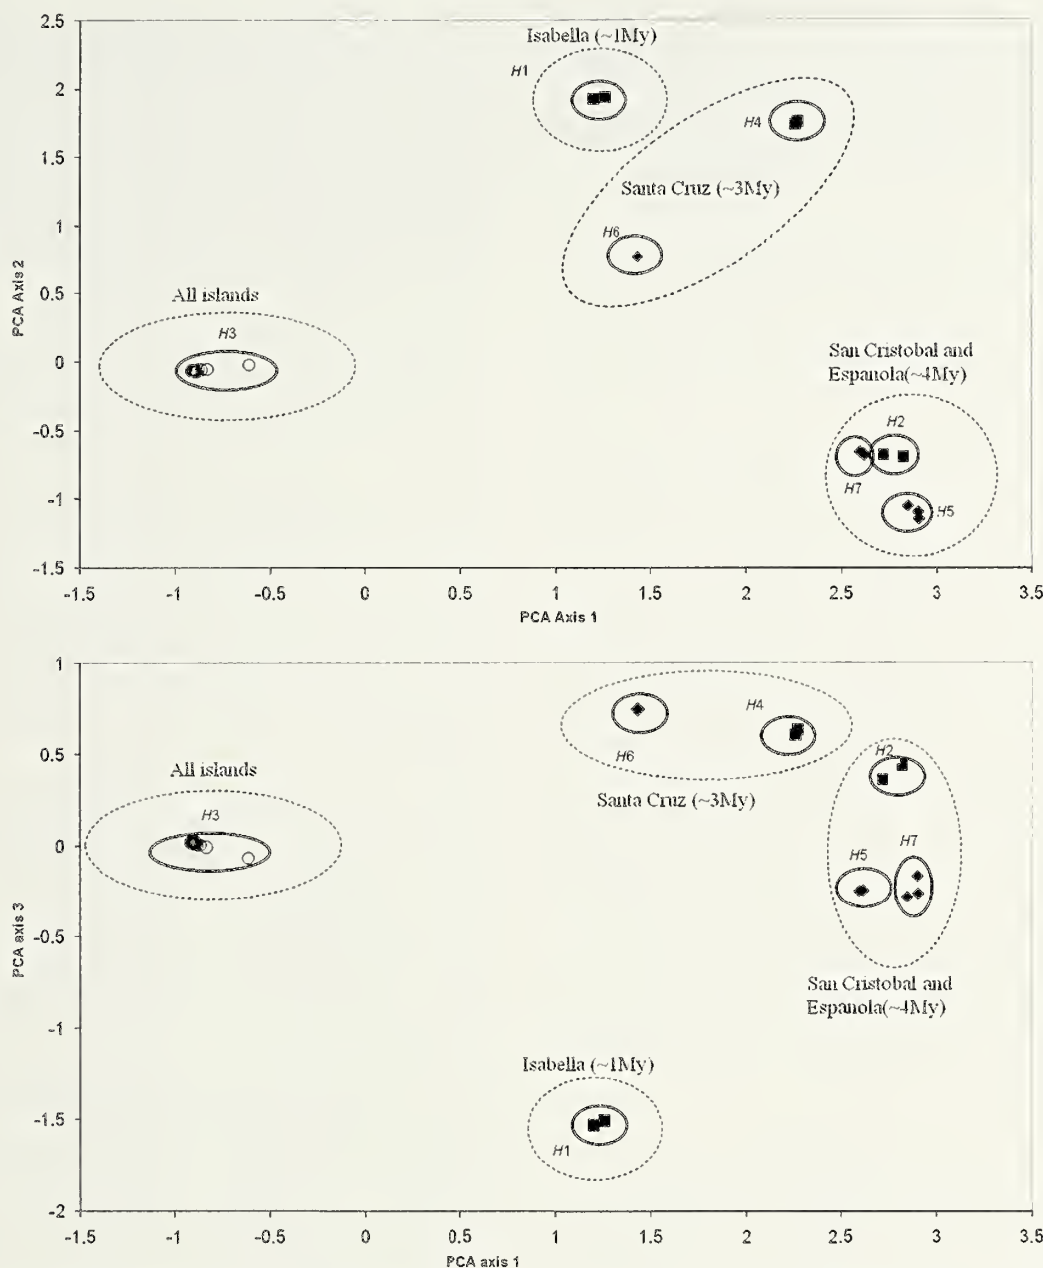 2.5
Isabella (~1My)
H1
2
H4
1.5
Santa Cruz (~3My)
1
H6
PCA Axis 2
0.5
All islands
H3
San Cristobal and
Espanola(~4My)
0
H2
-0.5
H7
-1
H5
-1.5
-1.5 -1 -0.5 0 0.5 1 1.5 2 2.5 3 3.5
PCA Axis 1
1
H4
H6
H2
0.5
All islands
Santa Cruz (~3My)
H3
H5 H7
0
PCA axis 3
-0.5
San Cristobal and
Espanola(~4My)
-1
Isabella (~1My)
-1.5
H1
-2
-1.5 -1 -0.5 0 0.5 1 1.5 2 2.5 3 3.5
PCA axis 1